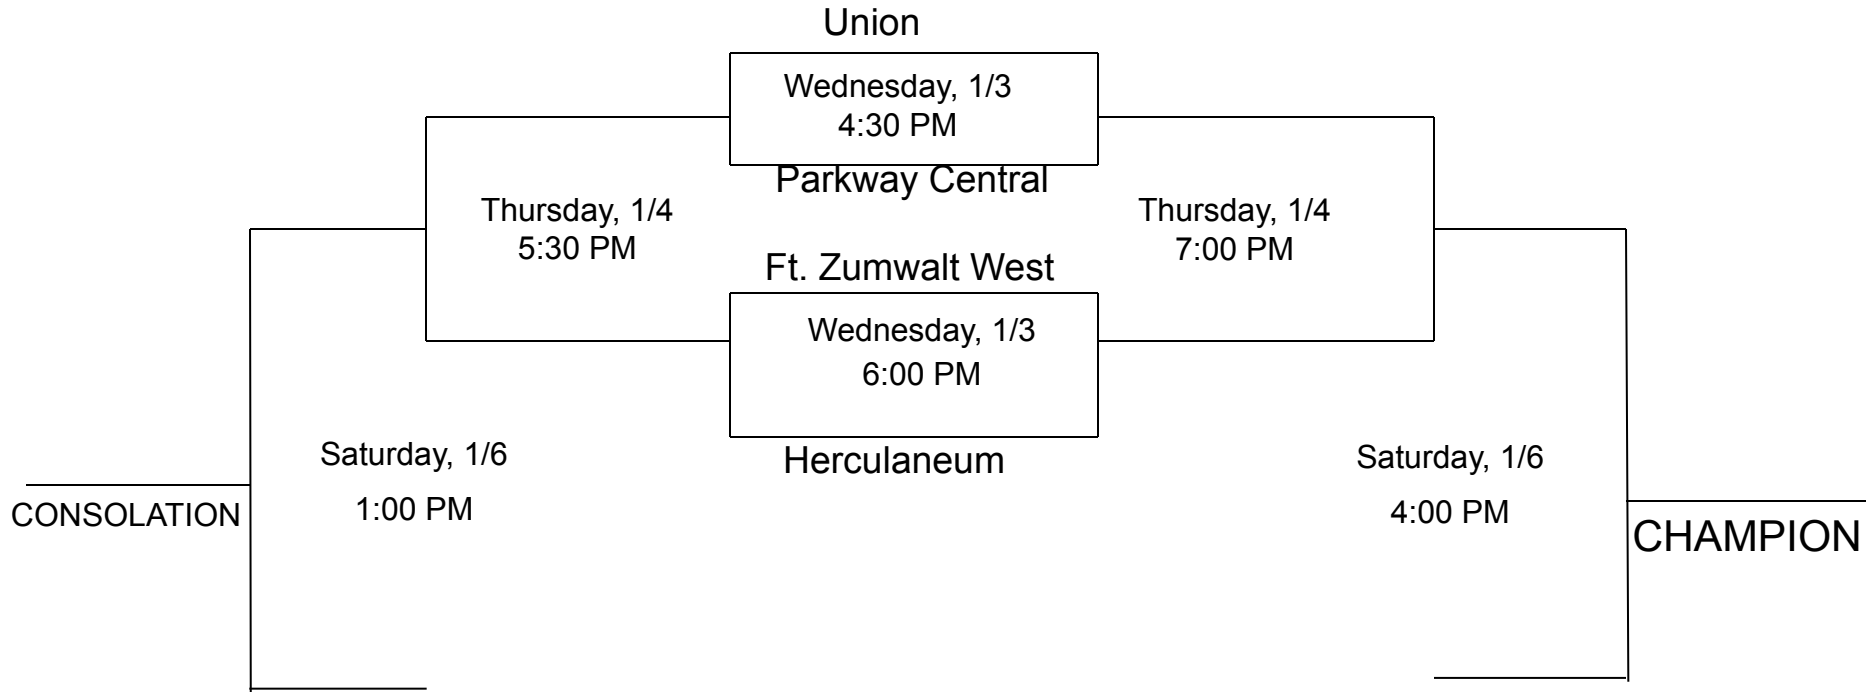 Union
Wednesday, 1/3
4:30 PM
Parkway Central
Thursday, 1/4
5:30 PM
Thursday, 1/4
7:00 PM
Ft. Zumwalt West
Wednesday, 1/3
6:00 PM
Herculaneum
Saturday, 1/6
1:00 PM
CONSOLATION
Saturday, 1/6
4:00 PM
CHAMPION